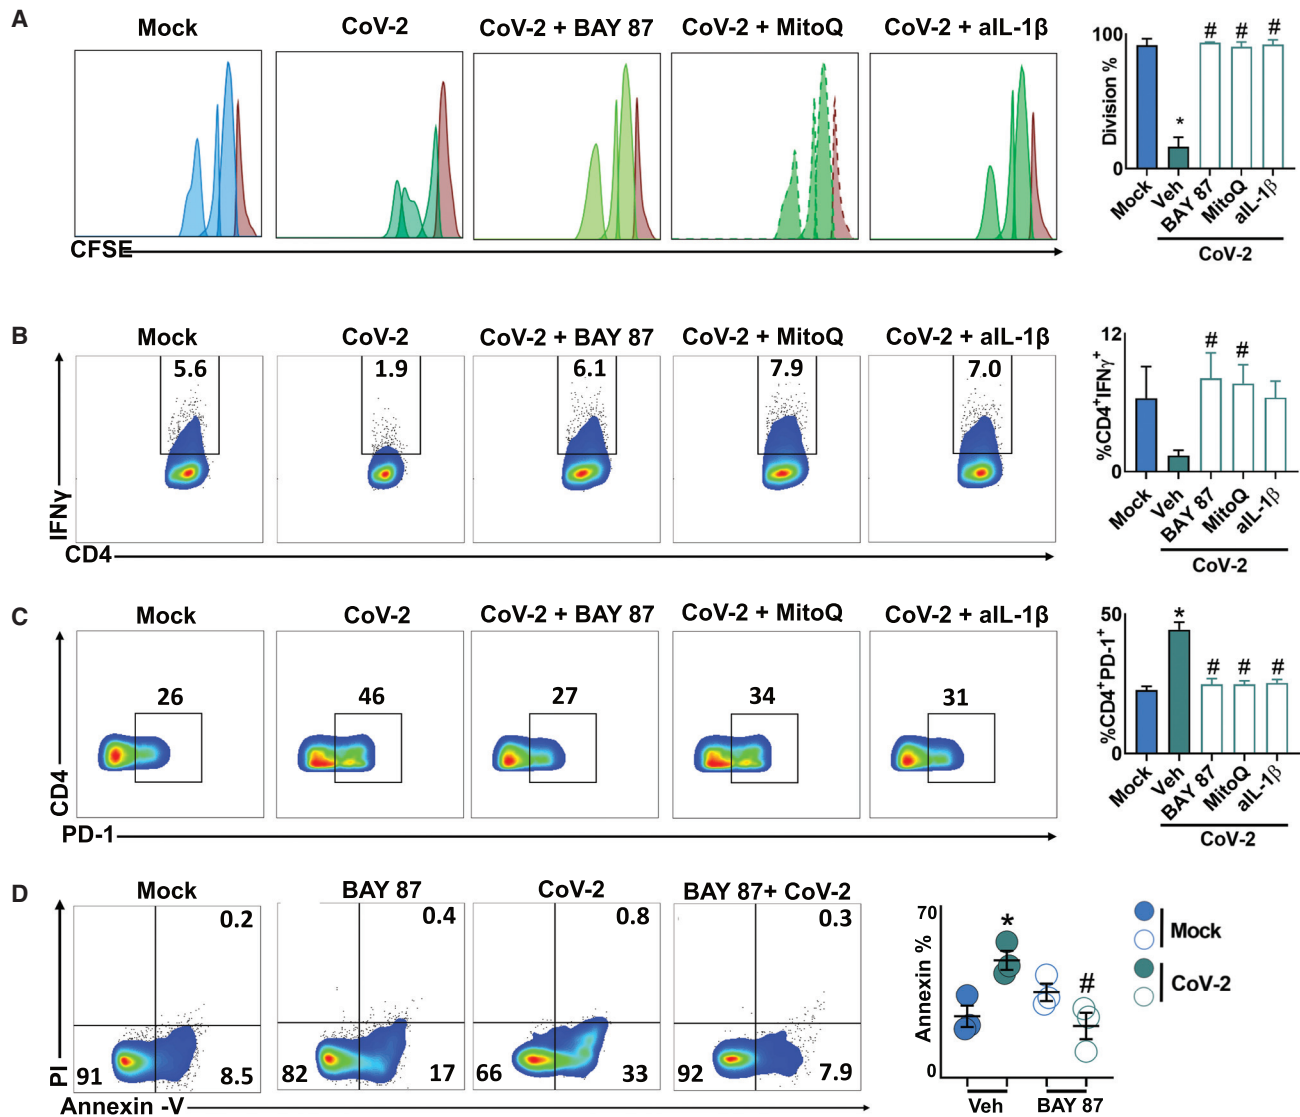 A
Mock
CoV-2
CoV-2 + BAY 87
CoV-2 + MitoQ
CoV-2 + aIL-1β
CFSE
Division %
100
0
*
#
#
#
Mock
Veh
BAY 87
MitoQ
aIL-1β
CoV-2
B
Mock
CoV-2
CoV-2 + BAY 87
CoV-2 + MitoQ
CoV-2 + aIL-1β
5.6
1.9
6.1
7.9
7.0
IFNγ
CD4
%CD4+IFNγ+
12
0
#
#
Mock
Veh
BAY 87
MitoQ
aIL-1β
CoV-2
C
Mock
CoV-2
CoV-2 + BAY 87
CoV-2 + MitoQ
CoV-2 + aIL-1β
26
46
27
34
31
CD4
PD-1
%CD4+PD-1+
50
0
*
#
#
#
Mock
Veh
BAY 87
MitoQ
aIL-1β
CoV-2
D
Mock
BAY 87
CoV-2
BAY 87+ CoV-2
0.2
0.4
0.8
0.3
91
8.5
82
17
66
33
92
7.9
PI
Annexin -V
Annexin %
70
0
*
#
Veh
BAY 87
Mock
CoV-2